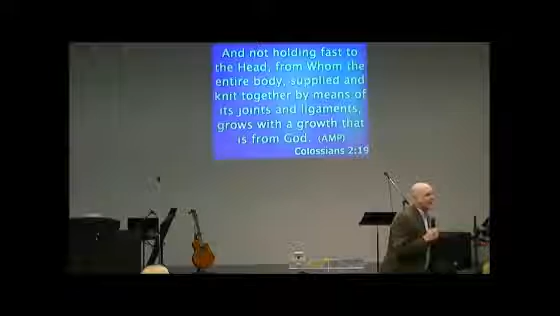 And not holding fast to
the Head, from Whom the
entire body, supplied and
knit together by means of
its joints and ligaments,
grows with a growth that
is from God. (AMP)
Colossians 2:19